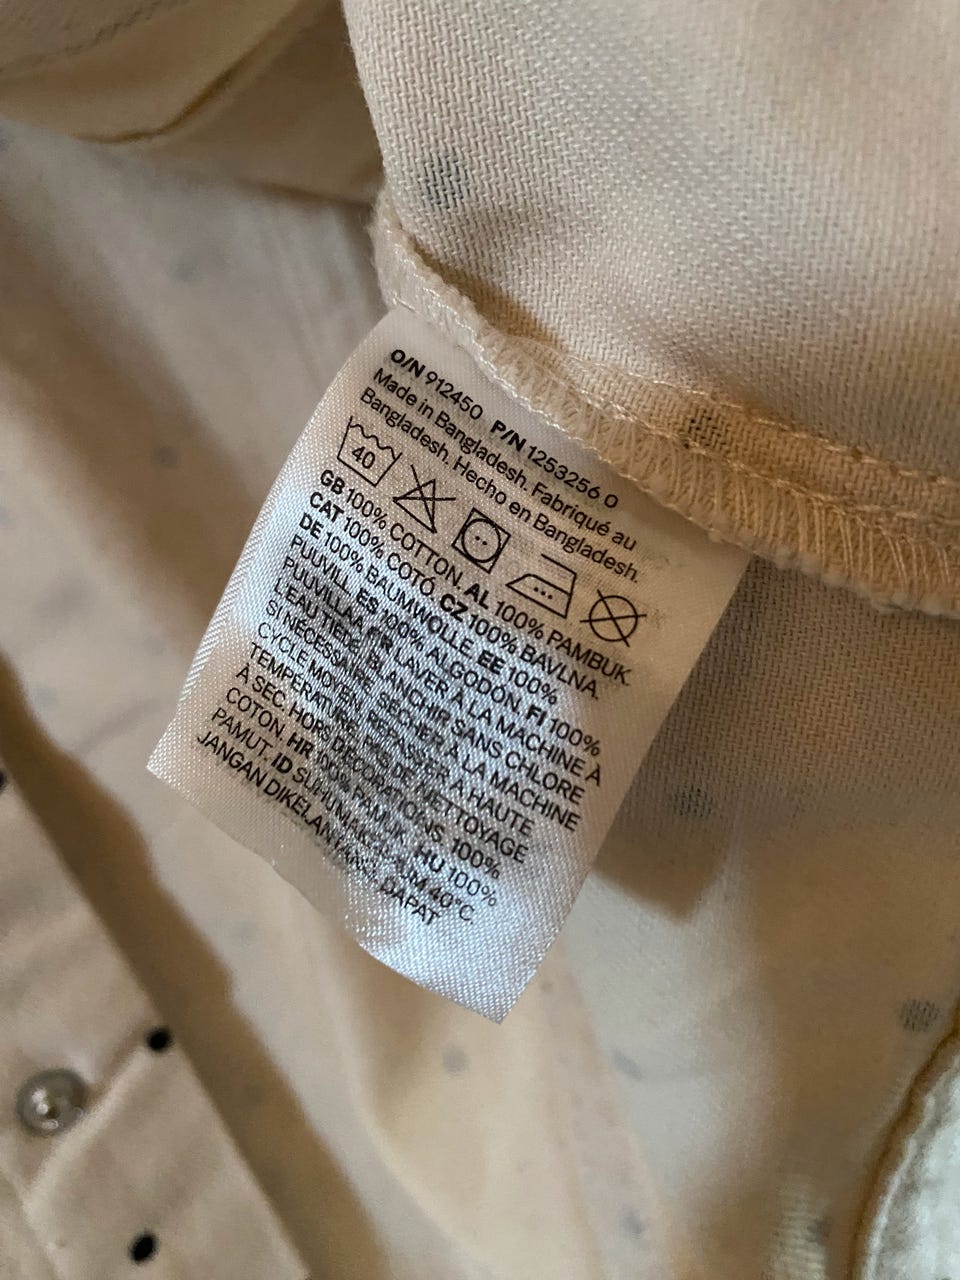 O/N 912450 P/N 1253256 0
Made in Bangladesh. Fabriqué au
Bangladesh. Hecho en Bangladesh.
40
GB 100% COTTON. AL 100% PAMBUK.
CAT 100% COTÓ. CZ 100% BAVLNA.
DE 100% BAUMWOLLE. EE 100%
PUUVILL. ES 100% ALGODÓN. FI 100%
PUUVILLAA. FR LAVER À LA MACHINE À
L'EAU TIÈDE. BLANCHIR SANS CHLORE
SI NÉCESSAIRE. SÉCHER À LA MACHINE
CYCLE MOYEN. REPASSER À HAUTE
TEMPÉRATURE. PAS DE NETTOYAGE
À SEC. HORS DÉCORATIONS. 100%
COTON. HR 100% PAMUK. HU 100%
PAMUT. ID SUHU 40°C.
JANGAN DAPAT